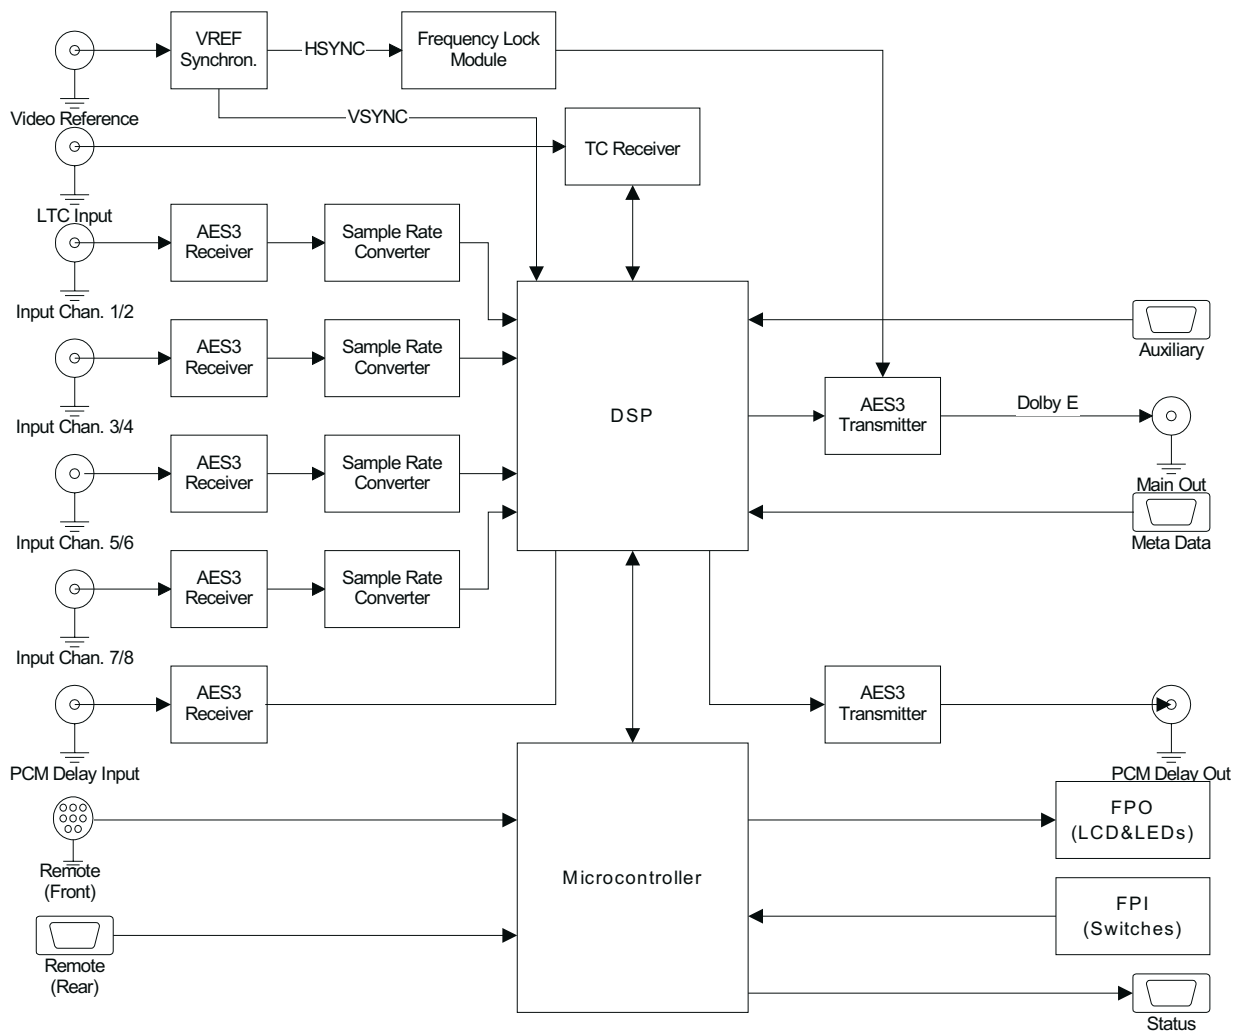 VREF
Synchron.
HSYNC
Frequency Lock
Module
Video Reference
VSYNC
TC Receiver
LTC Input
AES3
Receiver
Sample Rate
Converter
Input Chan. 1/2
AES3
Receiver
Sample Rate
Converter
Input Chan. 3/4
AES3
Receiver
Sample Rate
Converter
Input Chan. 5/6
AES3
Receiver
Sample Rate
Converter
Input Chan. 7/8
AES3
Receiver
PCM Delay Input
DSP
Auxiliary
AES3
Transmitter
Dolby E
Main Out
Meta Data
AES3
Transmitter
PCM Delay Out
Remote
(Front)
Remote
(Rear)
Microcontroller
FPO
(LCD&LEDs)
FPI
(Switches)
Status